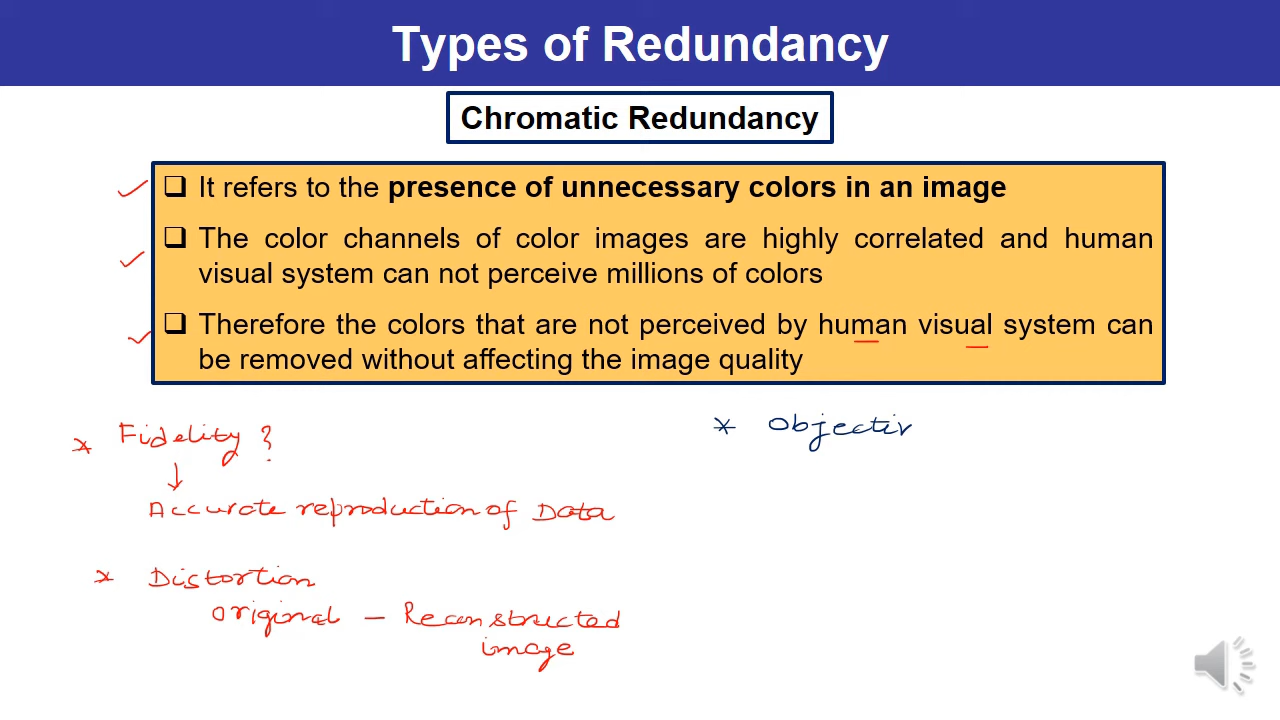 Types of Redundancy
Chromatic Redundancy
It refers to the presence of unnecessary colors in an image
The color channels of color images are highly correlated and human
visual system can not perceive millions of colors
Therefore the colors that are not perceived by human visual system can
be removed without affecting the image quality
* Fidelity ?
Accurate reproduction of Data
* Distortion
original - Reconstructed
image
* Objectiv